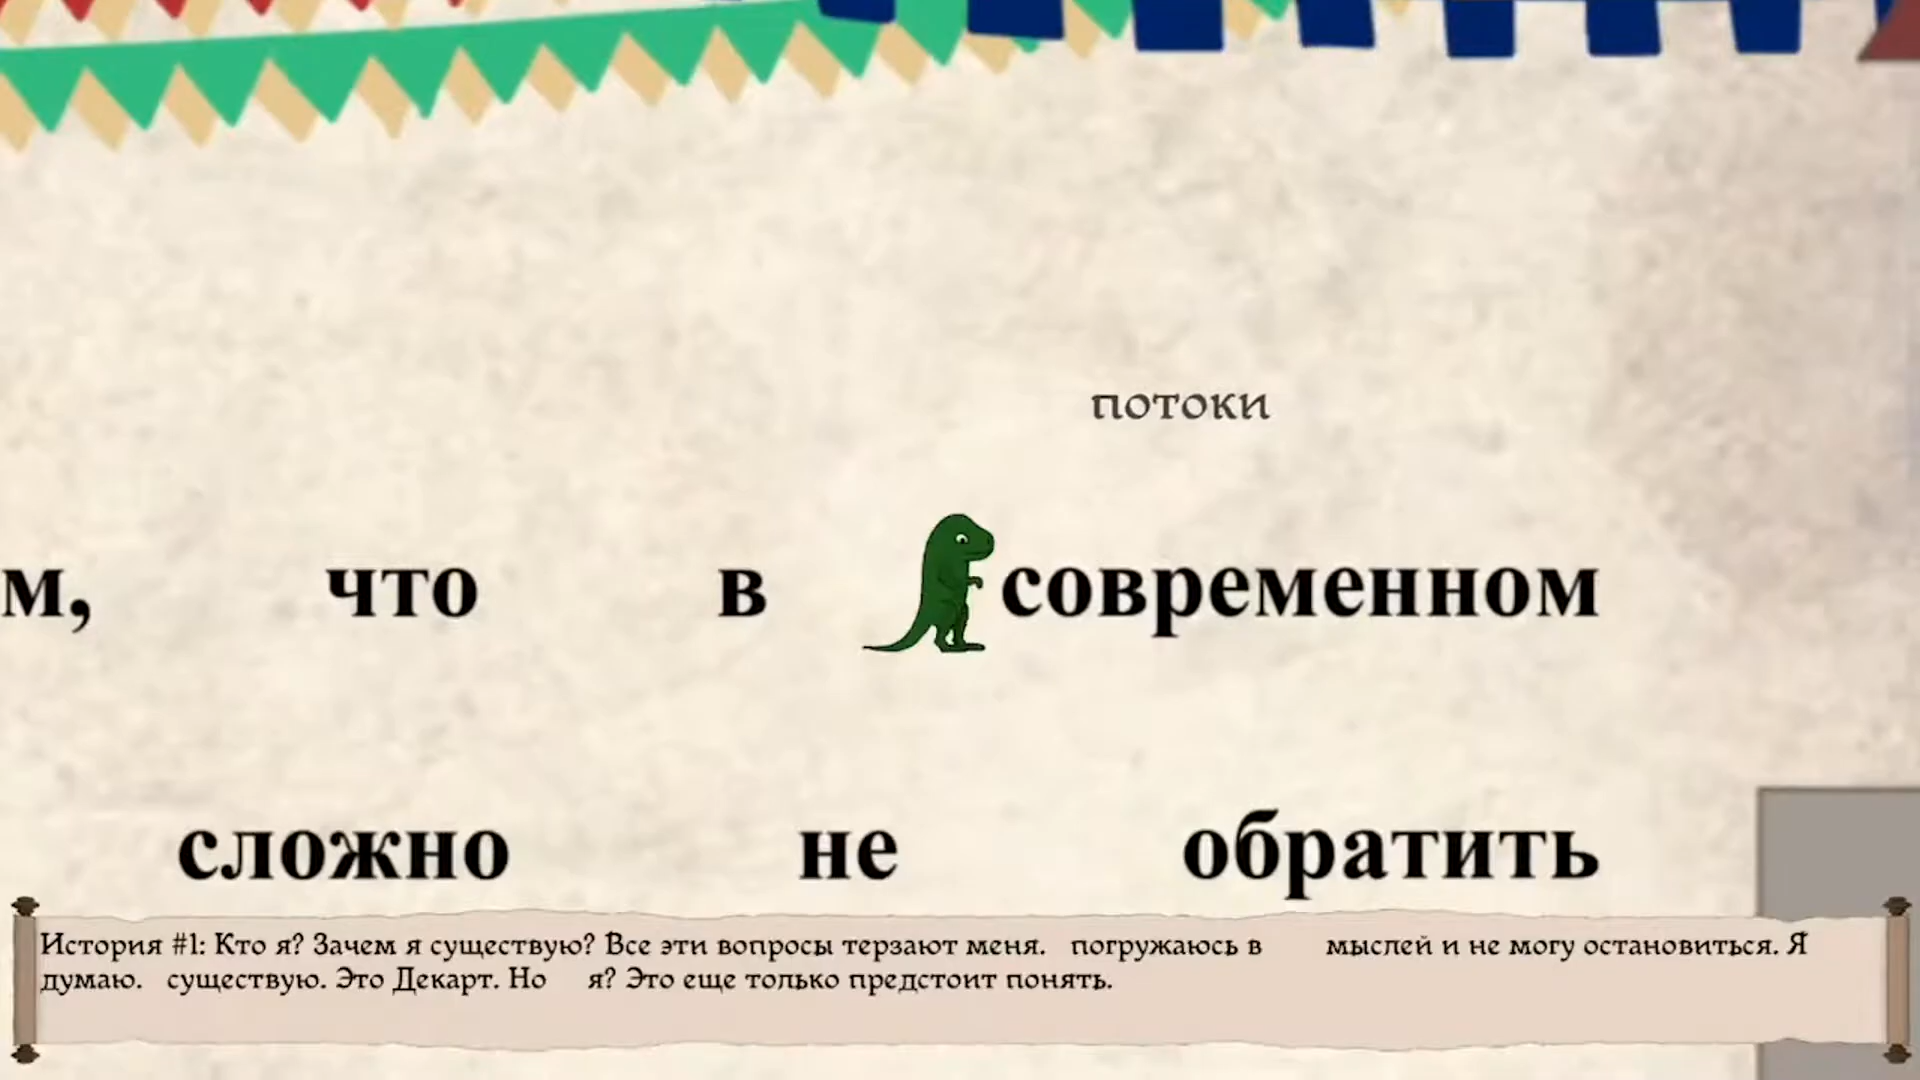 потоки
м, что в современном
сложно не обратить
История #1: Кто я? Зачем я существую? Все эти вопросы терзают меня. погружаюсь в мыслей и не могу остановиться. Я
думаю. существую. Это Декарт. Но я? Это еще только предстоит понять.